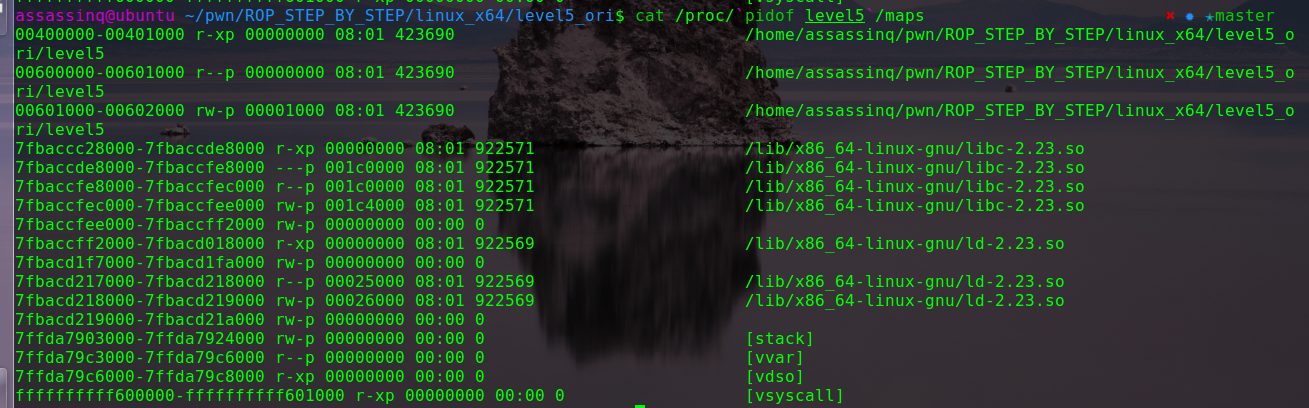 assassinq@ubuntu ~/pwn/ROP_STEP_BY_STEP/linux_x64/level5_ori$ cat /proc/`pidof level5`/maps ✖ ✹ ★master
00400000-00401000 r-xp 00000000 08:01 423690 /home/assassinq/pwn/ROP_STEP_BY_STEP/linux_x64/level5_o
ri/level5
00600000-00601000 r--p 00000000 08:01 423690 /home/assassinq/pwn/ROP_STEP_BY_STEP/linux_x64/level5_o
ri/level5
00601000-00602000 rw-p 00001000 08:01 423690 /home/assassinq/pwn/ROP_STEP_BY_STEP/linux_x64/level5_o
ri/level5
7fbaccc28000-7fbaccde8000 r-xp 00000000 08:01 922571 /lib/x86_64-linux-gnu/libc-2.23.so
7fbaccde8000-7fbaccfe8000 ---p 001c0000 08:01 922571 /lib/x86_64-linux-gnu/libc-2.23.so
7fbaccfe8000-7fbaccfec000 r--p 001c0000 08:01 922571 /lib/x86_64-linux-gnu/libc-2.23.so
7fbaccfec000-7fbaccfee000 rw-p 001c4000 08:01 922571 /lib/x86_64-linux-gnu/libc-2.23.so
7fbaccfee000-7fbaccff2000 rw-p 00000000 00:00 0
7fbaccff2000-7fbacd018000 r-xp 00000000 08:01 922569 /lib/x86_64-linux-gnu/ld-2.23.so
7fbacd1f7000-7fbacd1fa000 rw-p 00000000 00:00 0
7fbacd217000-7fbacd218000 r--p 00025000 08:01 922569 /lib/x86_64-linux-gnu/ld-2.23.so
7fbacd218000-7fbacd219000 rw-p 00026000 08:01 922569 /lib/x86_64-linux-gnu/ld-2.23.so
7fbacd219000-7fbacd21a000 rw-p 00000000 00:00 0
7ffda7903000-7ffda7924000 rw-p 00000000 00:00 0 [stack]
7ffda79c3000-7ffda79c6000 r--p 00000000 00:00 0 [vvar]
7ffda79c6000-7ffda79c8000 r-xp 00000000 00:00 0 [vdso]
ffffffffff600000-ffffffffff601000 r-xp 00000000 00:00 0 [vsyscall]